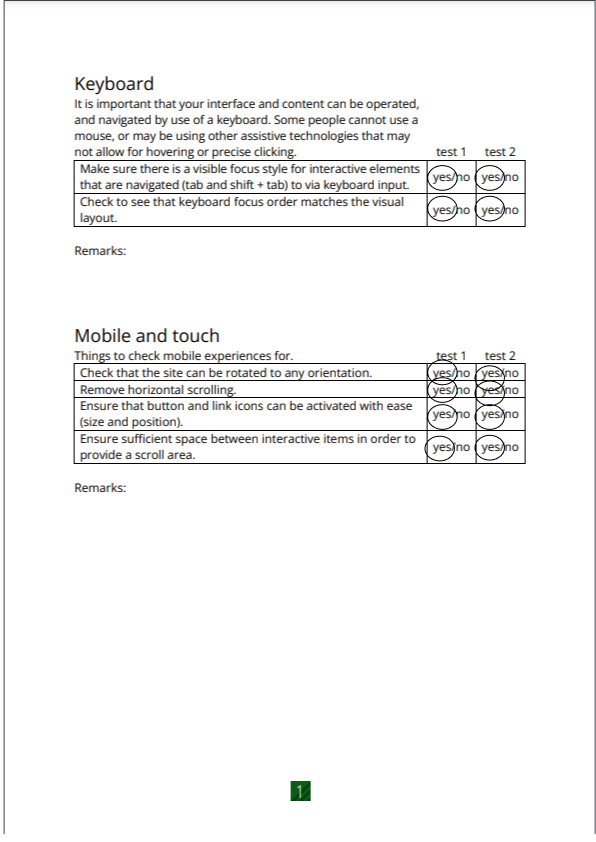 Keyboard
It is important that your interface and content can be operated,
and navigated by use of a keyboard. Some people cannot use a
mouse, or may be using other assistive technologies that may
not allow for hovering or precise clicking. test 1 test 2
Make sure there is a visible focus style for interactive elements
that are navigated (tab and shift + tab) to via keyboard input. yes/no yes/no
Check to see that keyboard focus order matches the visual
layout. yes/no yes/no
Remarks:
Mobile and touch
Things to check mobile experiences for. test 1 test 2
Check that the site can be rotated to any orientation. yes/no yes/no
Remove horizontal scrolling. yes/no yes/no
Ensure that button and link icons can be activated with ease
(size and position). yes/no yes/no
Ensure sufficient space between interactive items in order to
provide a scroll area. yes/no yes/no
Remarks:
1